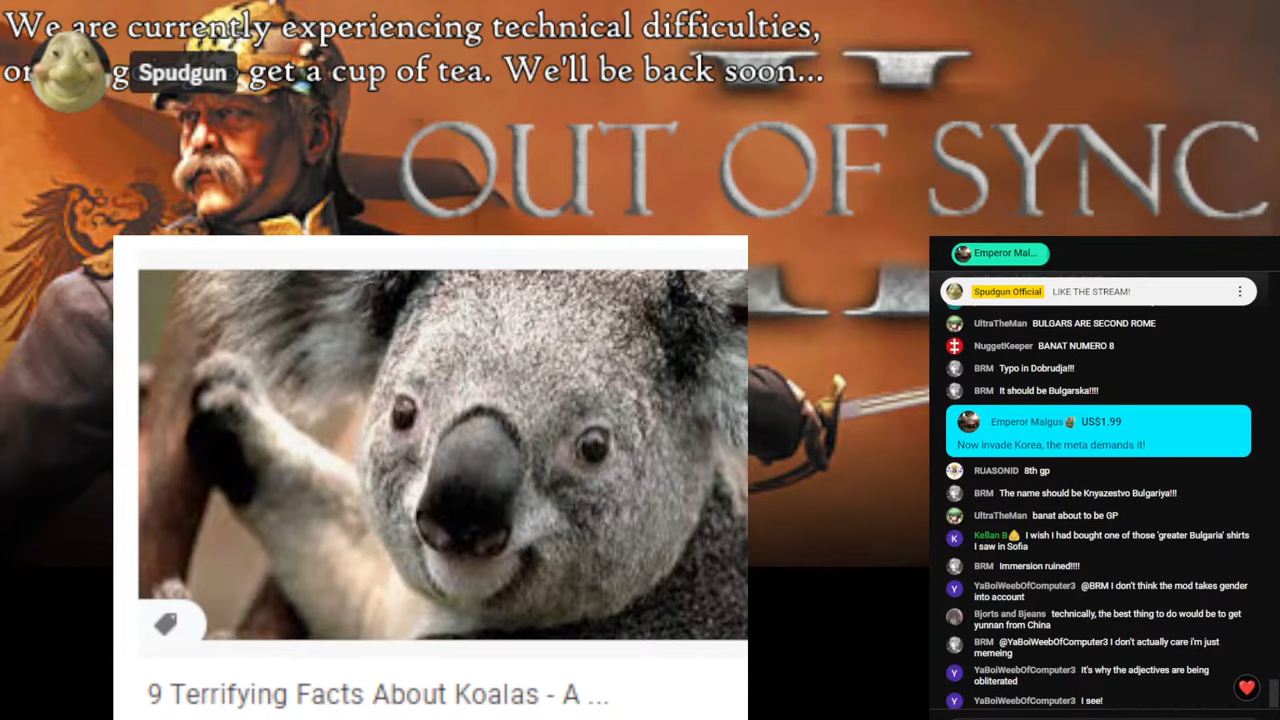 We are currently experiencing technical difficulties,
get a cup of tea. We'll be back soon...
Spudgun
II
OUT OF SYNC
9 Terrifying Facts About Koalas - A ...
Emperor Mal...
Spudgun Official LIKE THE STREAM!
UltraTheMan BULGARS ARE SECOND ROME
NuggetKeeper BANAT NUMERO 8
BRM Typo in Dobrudja!!!
BRM It should be Bulgarska!!!!
Emperor Malgus US$1.99
Now invade Korea, the meta demands it!
RUASONID 8th gp
BRM The name should be Knyazestvo Bulgariya!!!
UltraTheMan banat about to be GP
Kellan B I wish I had bought one of those 'greater Bulgaria' shirts
I saw in Sofia
BRM Immersion ruined!!!!
YaBoiWeebOfComputer3 @BRM I don't think the mod takes gender
into account
Bjorts and Bjeans technically, the best thing to do would be to get
yunnan from China
BRM @YaBoiWeebOfComputer3 I don't actually care i'm just
memeing
YaBoiWeebOfComputer3 It's why the adjectives are being
obliterated
YaBoiWeebOfComputer3 I see!